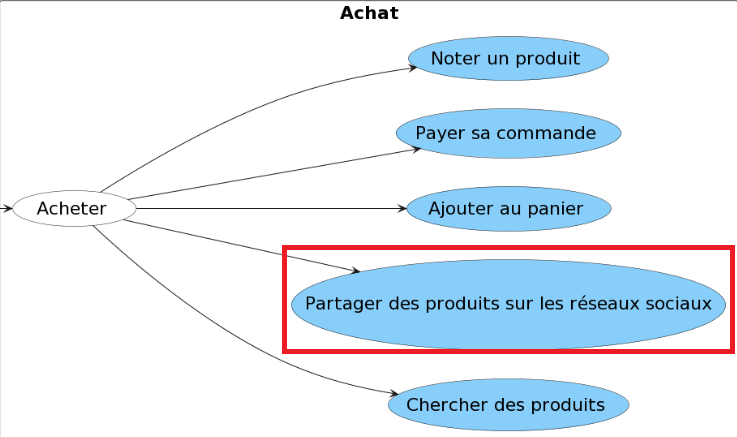 Achat
Noter un produit
Payer sa commande
Acheter
Ajouter au panier
Partager des produits sur les réseaux sociaux
Chercher des produits